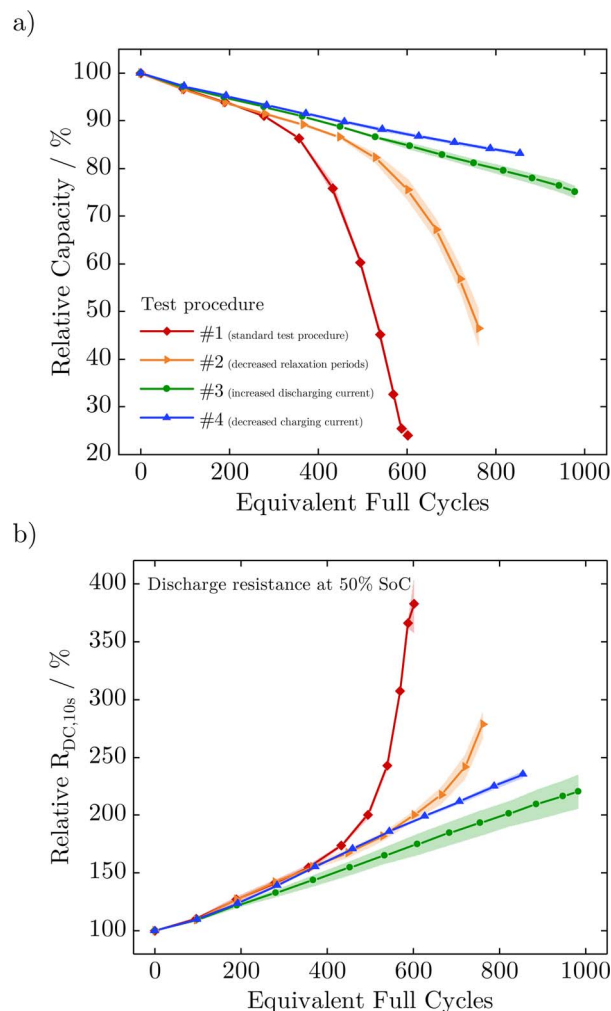 a)
100
90
80
70
60
50
40
30
20
Relative Capacity / %
Test procedure
#1 (standard test procedure)
#2 (decreased relaxation periods)
#3 (increased discharging current)
#4 (decreased charging current)
0 200 400 600 800 1000
Equivalent Full Cycles
b)
Discharge resistance at 50% SoC
400
350
300
250
200
150
100
Relative R_DC,10s / %
0 200 400 600 800 1000
Equivalent Full Cycles